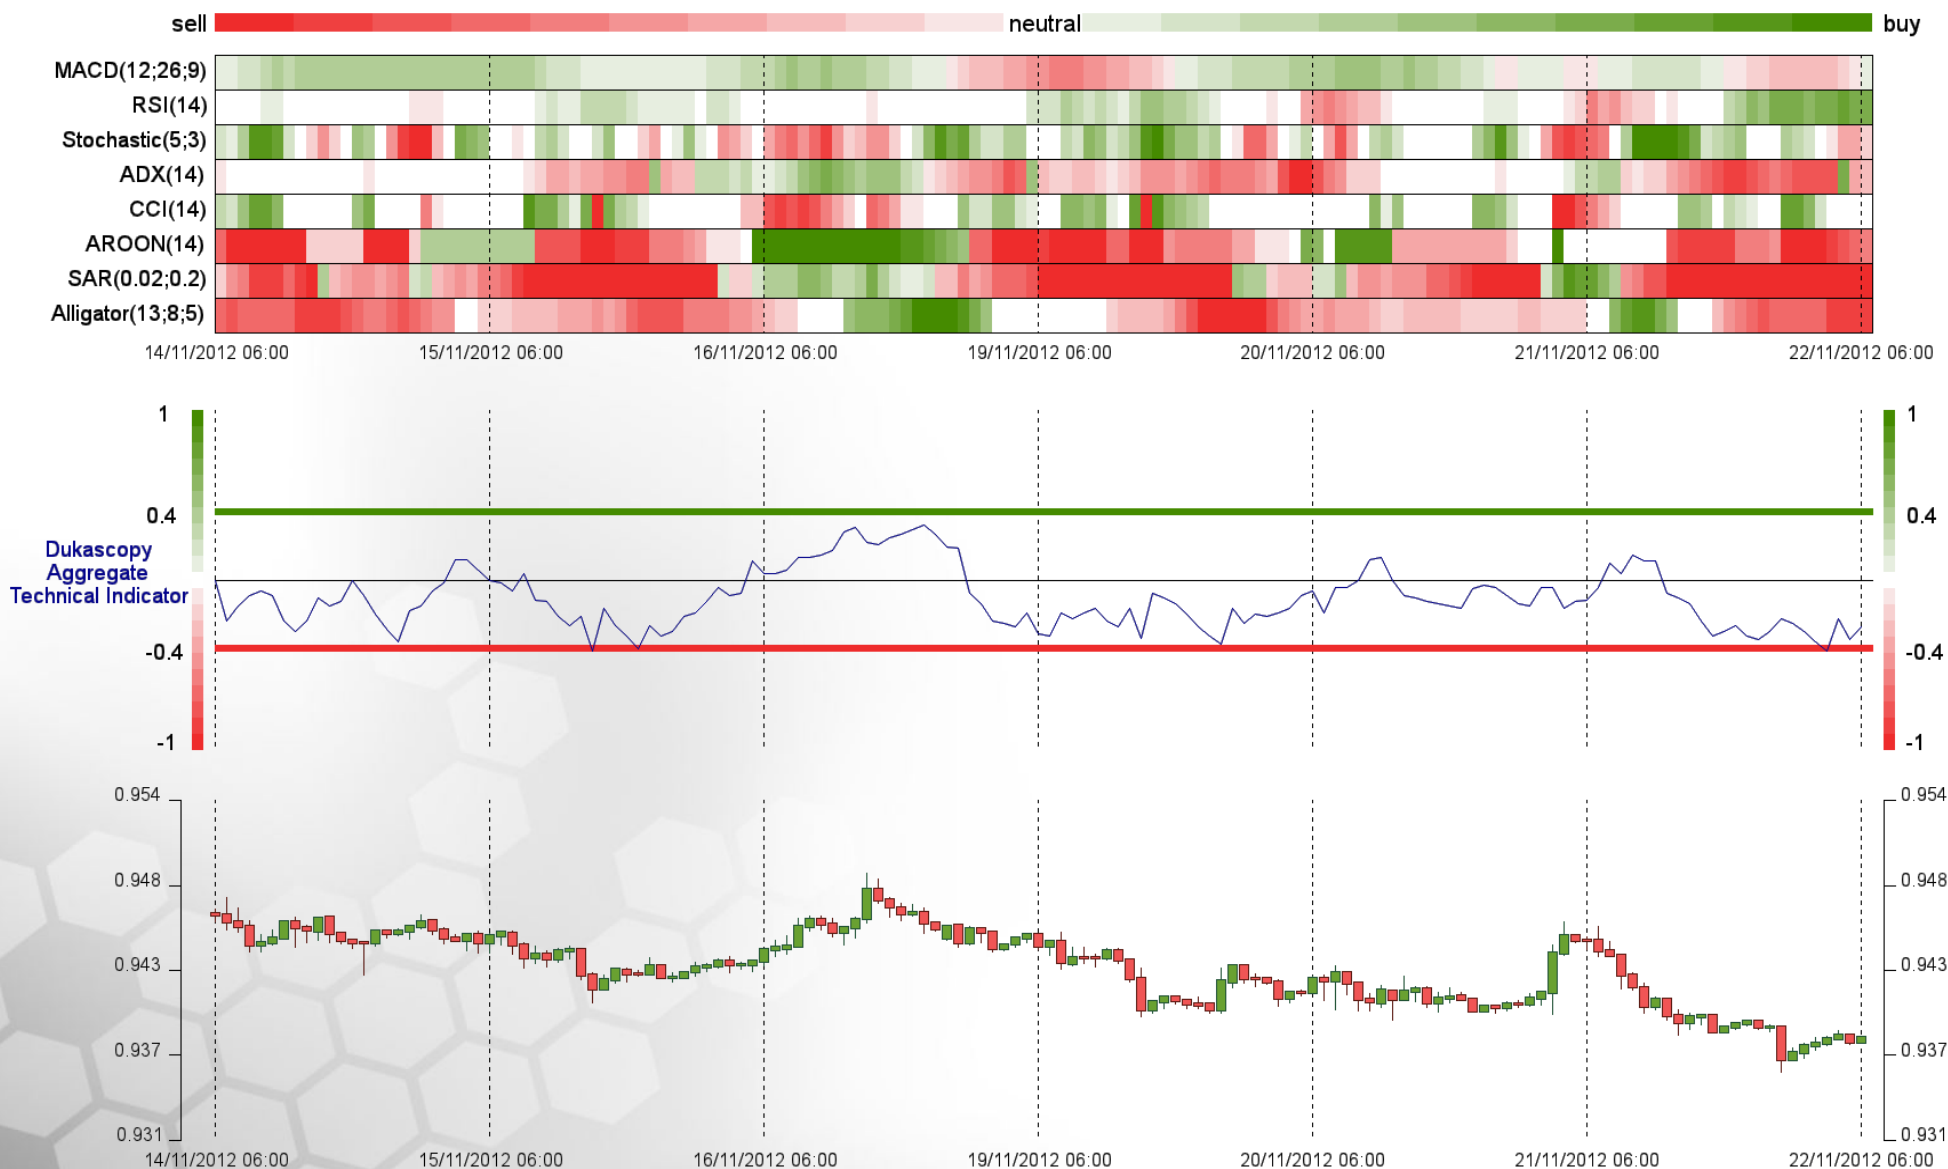 sell neutral buy
MACD(12;26;9)
RSI(14)
Stochastic(5;3)
ADX(14)
CCI(14)
AROON(14)
SAR(0.02;0.2)
Alligator(13;8;5)
14/11/2012 06:00 15/11/2012 06:00 16/11/2012 06:00 19/11/2012 06:00 20/11/2012 06:00 21/11/2012 06:00 22/11/2012 06:00
1 1
0.4 0.4
Dukascopy
Aggregate
Technical Indicator
-0.4 -0.4
-1 -1
0.954 0.954
0.948 0.948
0.943 0.943
0.937 0.937
0.931 0.931
14/11/2012 06:00 15/11/2012 06:00 16/11/2012 06:00 19/11/2012 06:00 20/11/2012 06:00 21/11/2012 06:00 22/11/2012 06:00